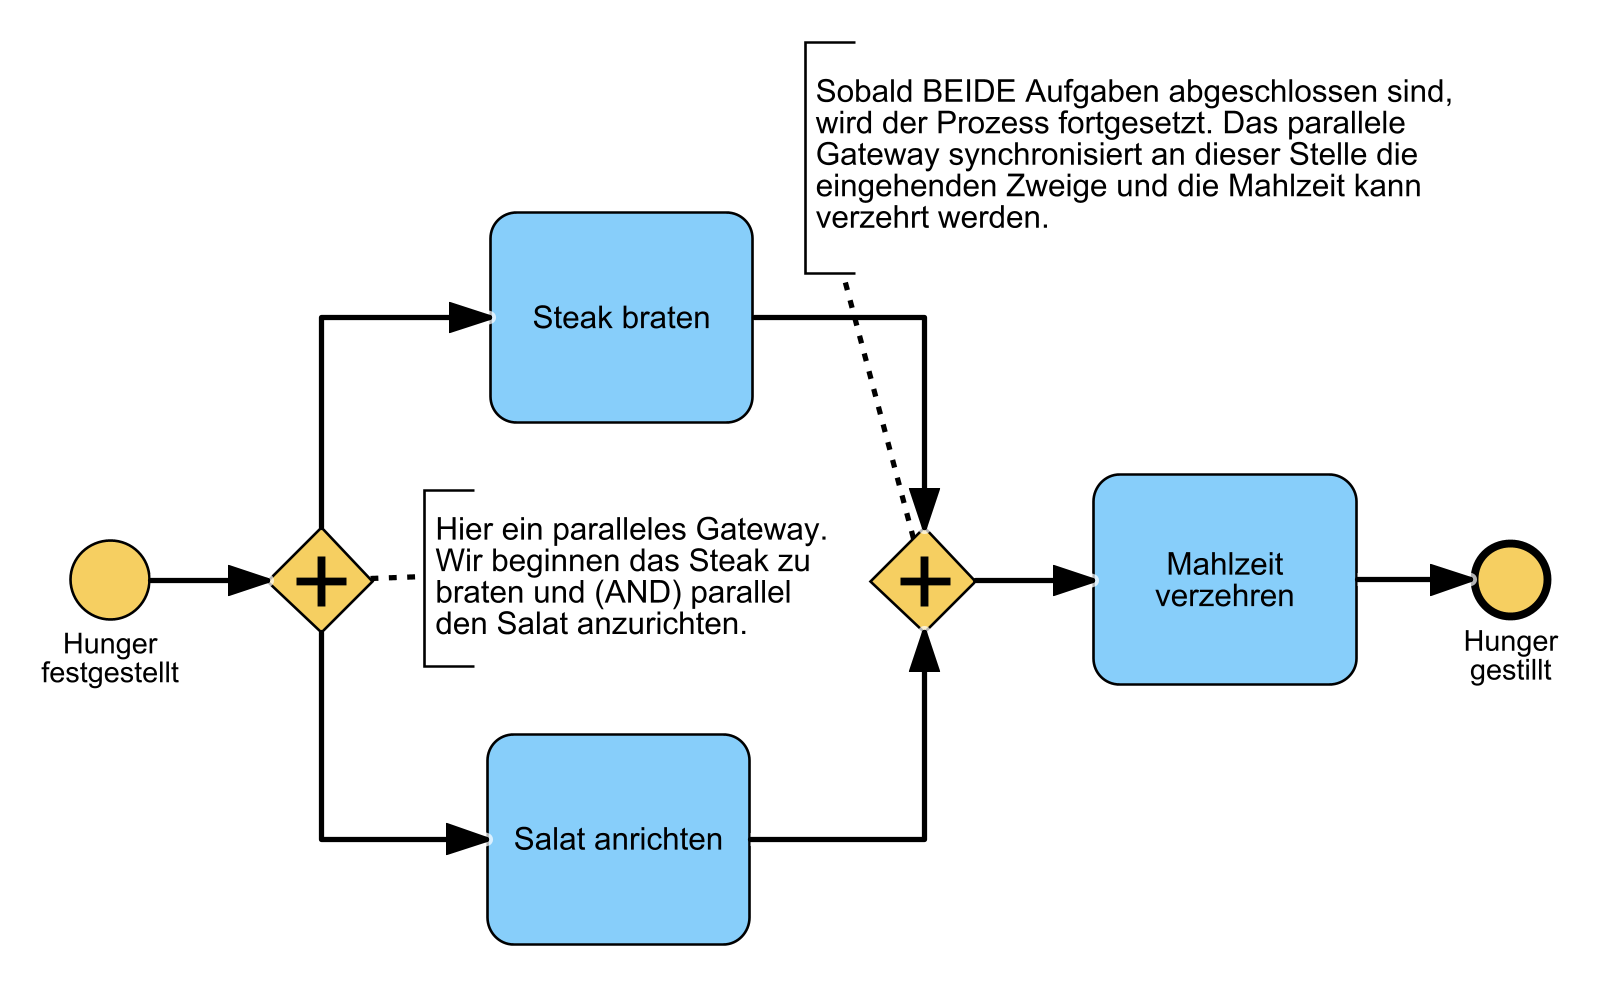 Sobald BEIDE Aufgaben abgeschlossen sind,
wird der Prozess fortgesetzt. Das parallele
Gateway synchronisiert an dieser Stelle die
eingehenden Zweige und die Mahlzeit kann
verzehrt werden.
Steak braten
Hier ein paralleles Gateway.
Wir beginnen das Steak zu
braten und (AND) parallel
den Salat anzurichten.
Hunger
festgestellt
Mahlzeit
verzehren
Hunger
gestillt
Salat anrichten